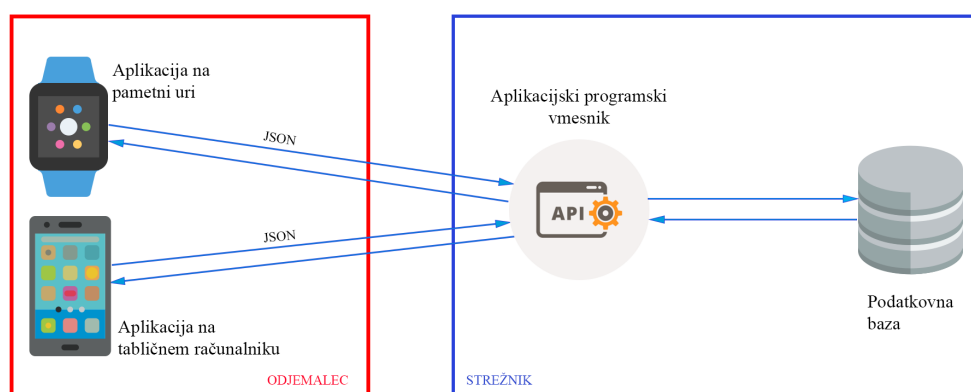 Aplikacija na
pametni uri
JSON
JSON
Aplikacija na
tabličnem računalniku
ODJEMALEC
Aplikacijski programski
vmesnik
API
Podatkovna
baza
STREŽNIK